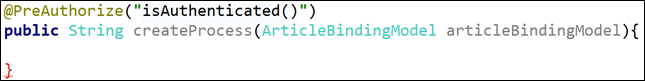 @PreAuthorize("isAuthenticated()")
public String createProcess(ArticleBindingModel articleBindingModel){
}